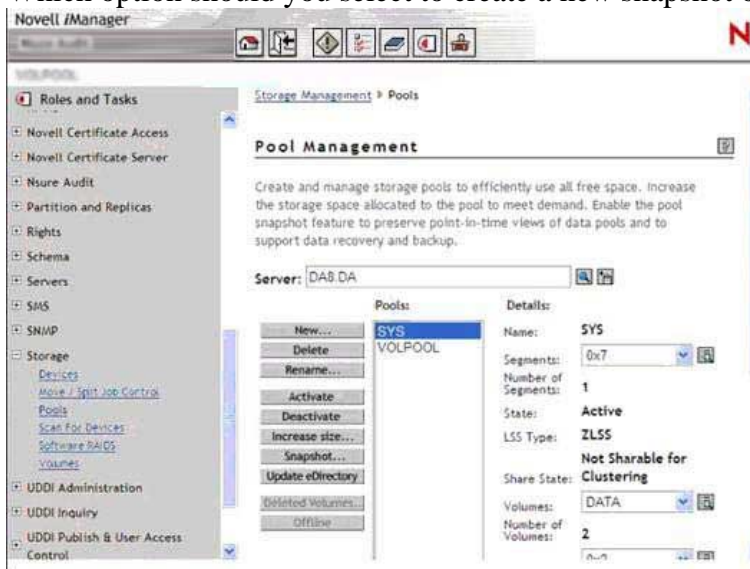 Which option should you select to create a new snapshot
Novell iManager
N
Nsure Audit
VOLPOOL
Roles and Tasks
Novell Certificate Access
Novell Certificate Server
Nsure Audit
Partition and Replicas
Rights
Schema
Servers
SMS
SNMP
Storage
Devices
Move / Split Job Control
Pools
Scan For Devices
Software RAIDS
Volumes
UDDI Administration
UDDI Inquiry
UDDI Publish & User Access
Control
Storage Management Pools
Pool Management
Create and manage storage pools to efficiently use all free space. Increase
the storage space allocated to the pool to meet demand. Enable the pool
snapshot feature to preserve point-in-time views of data pools and to
support data recovery and backup.
Server: DA8.DA
Pools:
Details:
New...
Delete
Rename...
Activate
Deactivate
Increase size...
Snapshot...
Update eDirectory
Deleted Volumes...
Offline
SYS
VOLPOOL
Name: SYS
Segments: 0x7
Number of
Segments: 1
State: Active
LSS Type: ZLSS
Not Sharable for
Share State: Clustering
Volumes: DATA
Number of
Volumes: 2